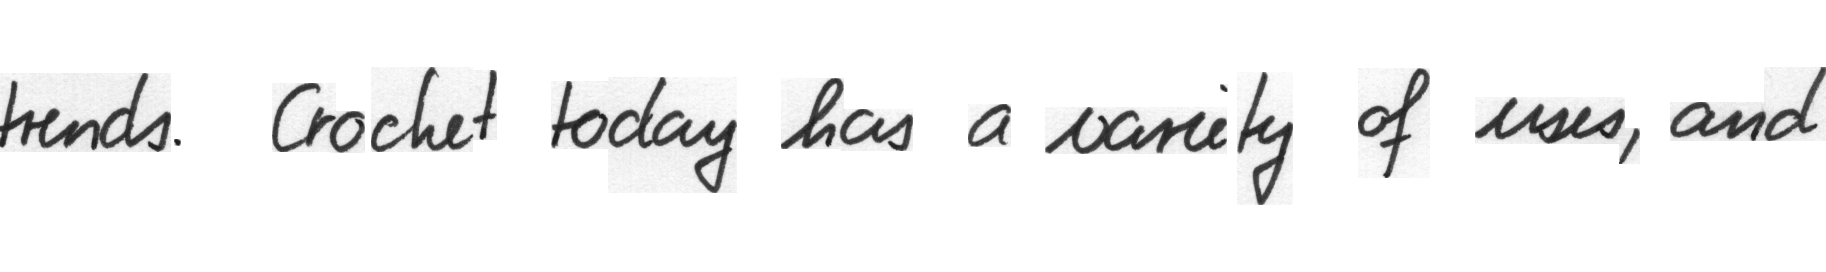 trends. Crochet today has a variety of uses, and